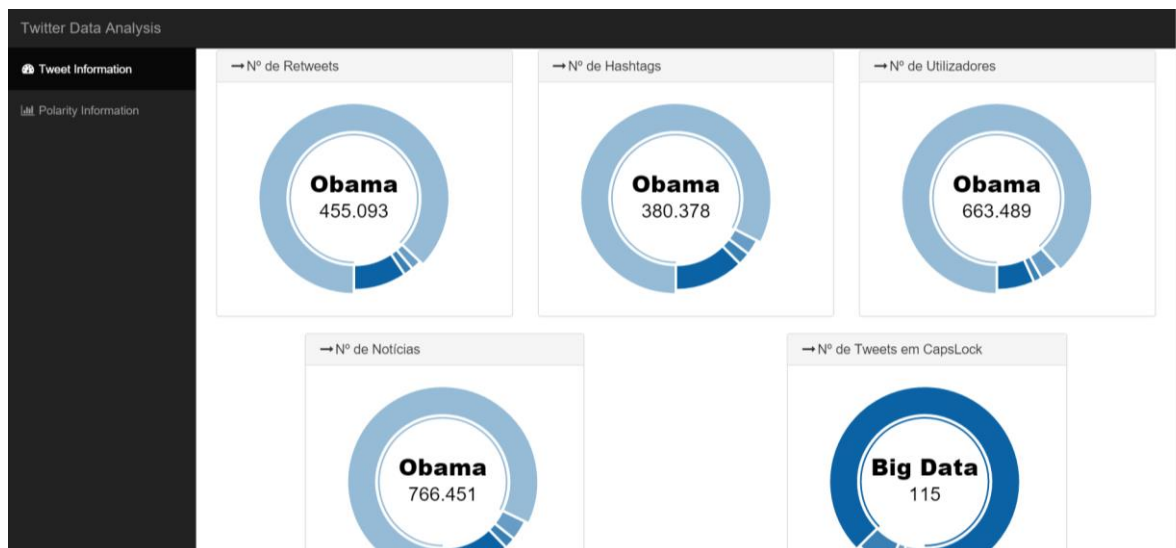 Twitter Data Analysis
Tweet Information
Polarity Information
Nº de Retweets
Obama
455.093
Nº de Hashtags
Obama
380.378
Nº de Utilizadores
Obama
663.489
Nº de Notícias
Obama
766.451
Nº de Tweets em CapsLock
Big Data
115